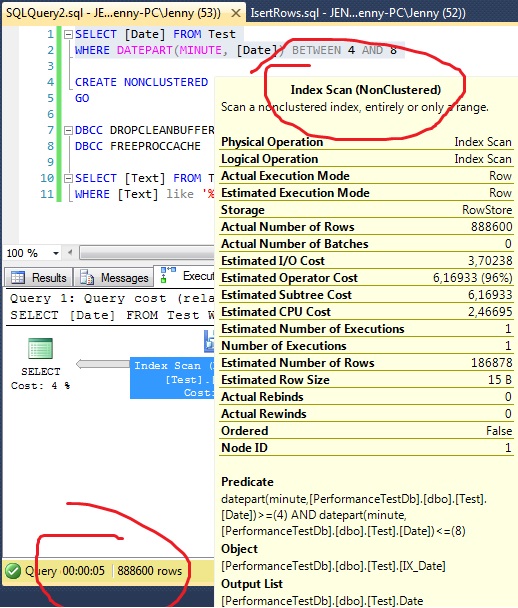 SQLQuery2.sql - JE...enny-PC\Jenny (53)) × IsertRows.sql - JEN...enny-PC\Jenny (52))
1 SELECT [Date] FROM Test
2 WHERE DATEPART(MINUTE, [Date]) BETWEEN 4 AND 8
3
4 CREATE NONCLUSTERED
5 GO
6
7 DBCC DROPCLEANBUFFER
8 DBCC FREEPROCCACHE
9
10 SELECT [Text] FROM T
11 WHERE [Text] like '%
100 %
Results Messages Execut
Query 1: Query cost (rela
SELECT [Date] FROM Test W
SELECT
Cost: 4 %
Index Scan (
[Test].[
Cost:
Query 00:00:05 888600 rows
Index Scan (NonClustered)
Scan a nonclustered index, entirely or only a range.
Physical Operation Index Scan
Logical Operation Index Scan
Actual Execution Mode Row
Estimated Execution Mode Row
Storage RowStore
Actual Number of Rows 888600
Actual Number of Batches 0
Estimated I/O Cost 3,70238
Estimated Operator Cost 6,16933 (96%)
Estimated Subtree Cost 6,16933
Estimated CPU Cost 2,46695
Estimated Number of Executions 1
Number of Executions 1
Estimated Number of Rows 186878
Estimated Row Size 15 B
Actual Rebinds 0
Actual Rewinds 0
Ordered False
Node ID 1
Predicate
datepart(minute,[PerformanceTestDb].[dbo].[Test].
[Date])>=(4) AND datepart(minute,
[PerformanceTestDb].[dbo].[Test].[Date])<=(8)
Object
[PerformanceTestDb].[dbo].[Test].[IX_Date]
Output List
[PerformanceTestDb].[dbo].[Test].Date